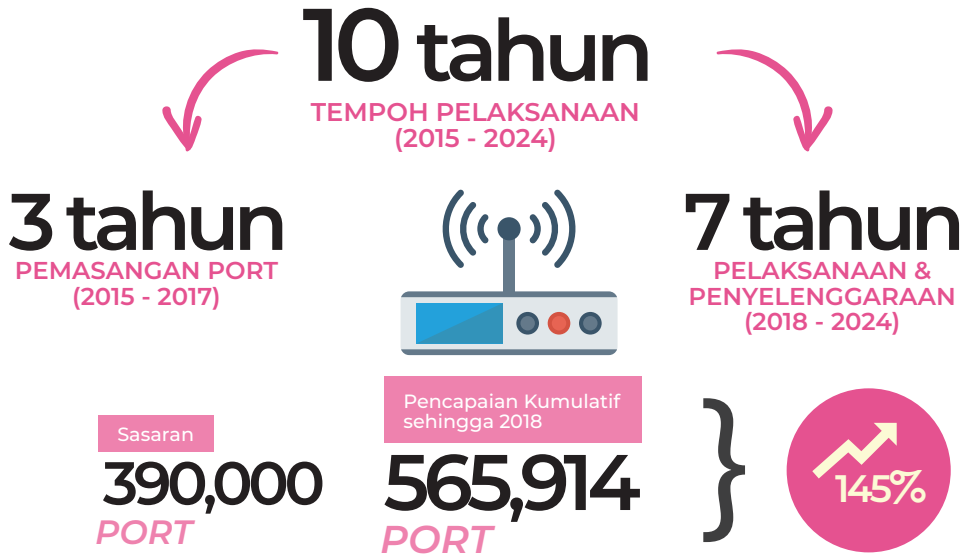 10 tahun
TEMPOH PELAKSANAAN
(2015 - 2024)
3 tahun
PEMASANGAN PORT
(2015 - 2017)
7 tahun
PELAKSANAAN &
PENYELENGGARAAN
(2018 - 2024)
Sasaran
390,000
PORT
Pencapaian Kumulatif
sehingga 2018
565,914
PORT
}
145%